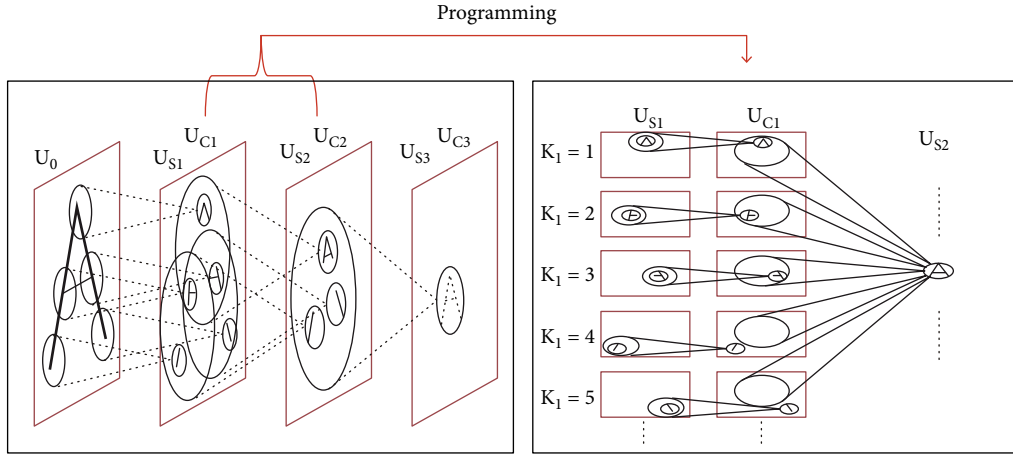 Programming
U0
US1
UC1
US2
UC2
US3
UC3
US1
UC1
US2
K1 = 1
K1 = 2
K1 = 3
K1 = 4
K1 = 5